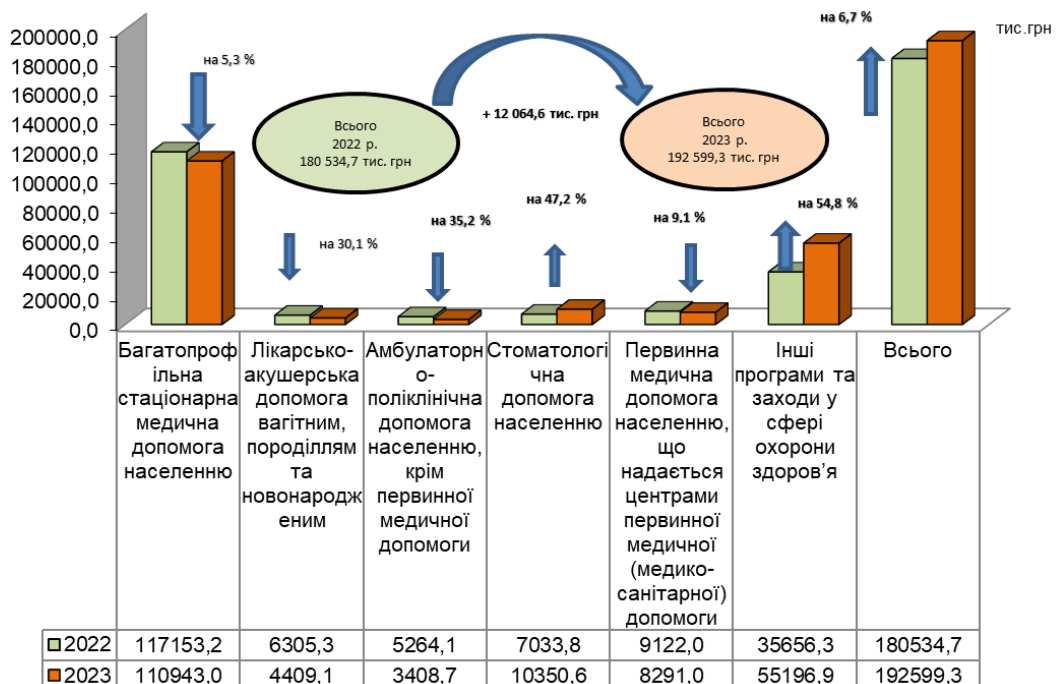 тис.грн
на 6,7 %
на 5,3 %
+ 12 064,6 тис. грн
Всього
2022 р.
180 534,7 тис. грн
Всього
2023 р.
192 599,3 тис. грн
на 30,1 %
на 35,2 %
на 47,2 %
на 9,1 %
на 54,8 %
200000,0
180000,0
160000,0
140000,0
120000,0
100000,0
80000,0
60000,0
40000,0
20000,0
0,0
Багатопроф
ільна
стаціонарна
медична
допомога
населенню
Лікарсько-
акушерська
допомога
вагітним,
породіллям
та
новонародж
еним
Амбулаторн
о-
поліклінічна
допомога
населенню,
крім
первинної
медичної
допомоги
Стоматологі
чна
допомога
населенню
Первинна
медична
допомога
населенню,
що
надається
центрами
первинної
медичної
(медико-
санітарної)
допомоги
Інші
програми та
заходи у
сфері
охорони
здоров’я
Всього
2022 117153,2 6305,3 5264,1 7033,8 9122,0 35656,3 180534,7
2023 110943,0 4409,1 3408,7 10350,6 8291,0 55196,9 192599,3